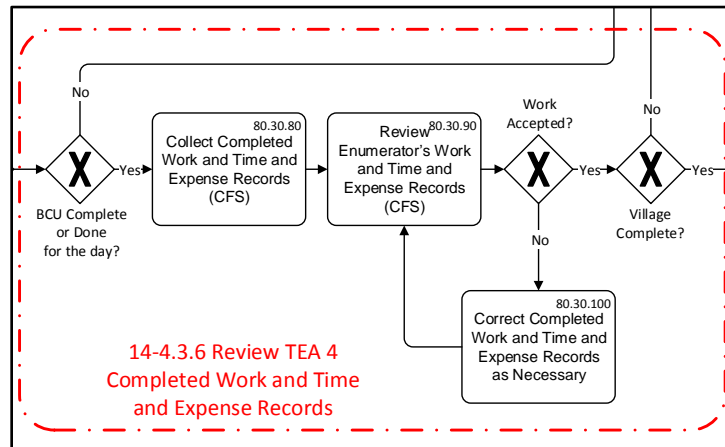 No
80.30.80
Collect Completed
Work and Time and
Expense Records
(CFS)
Yes
BCU Complete
or Done
for the day?
80.30.90
Review
Enumerator's Work
and Time and
Expense Records
(CFS)
Work
Accepted?
X
X
X
Yes
No
No
Yes
Village
Complete?
80.30.100
Correct Completed
Work and Time and
Expense Records
as Necessary
14-4.3.6 Review TEA 4
Completed Work and Time
and Expense Records